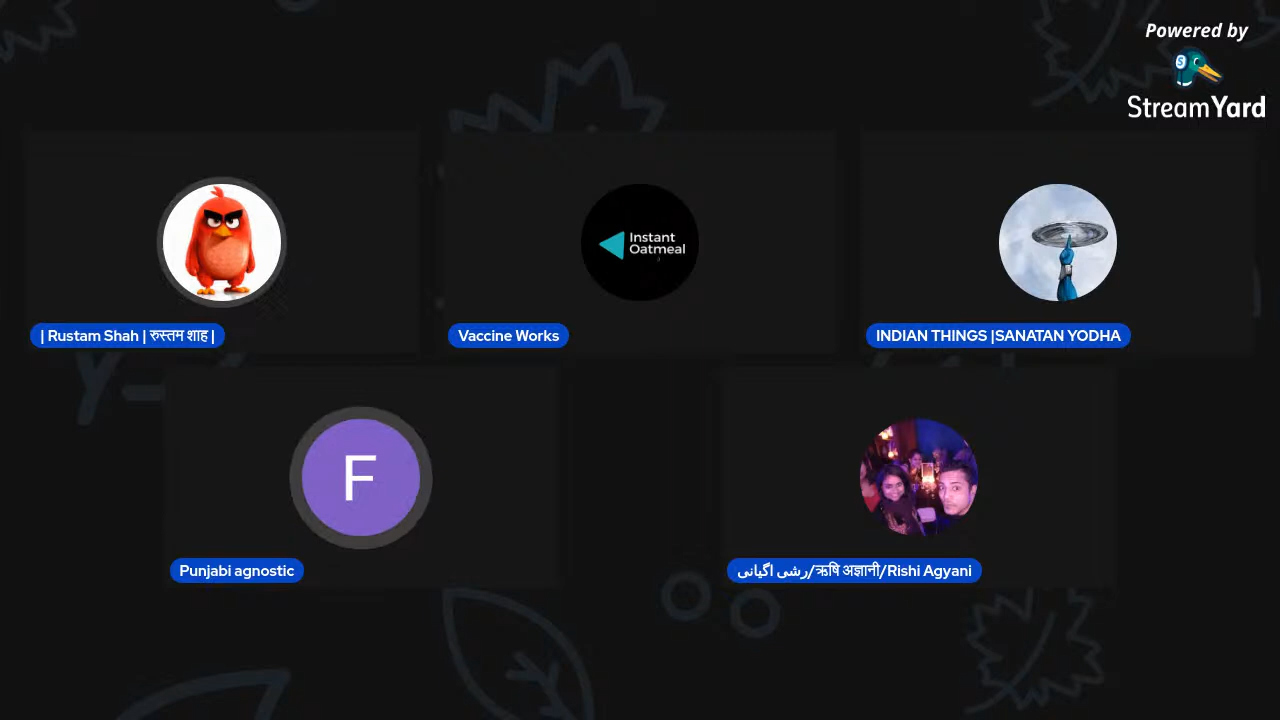 Powered by
StreamYard
Instant
Oatmeal
| Rustam Shah | रुस्तम शाह |
Vaccine Works
INDIAN THINGS |SANATAN YODHA
F
Punjabi agnostic
رشی اگیانی/ऋषि अज्ञानी/Rishi Agyani